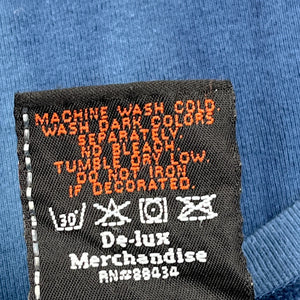 MACHINE WASH COLD.
WASH DARK COLORS
SEPARATELY.
NO BLEACH.
TUMBLE DRY LOW.
DO NOT IRON
IF DECORATED.
30°
De-lux
Merchandise
RN#89434